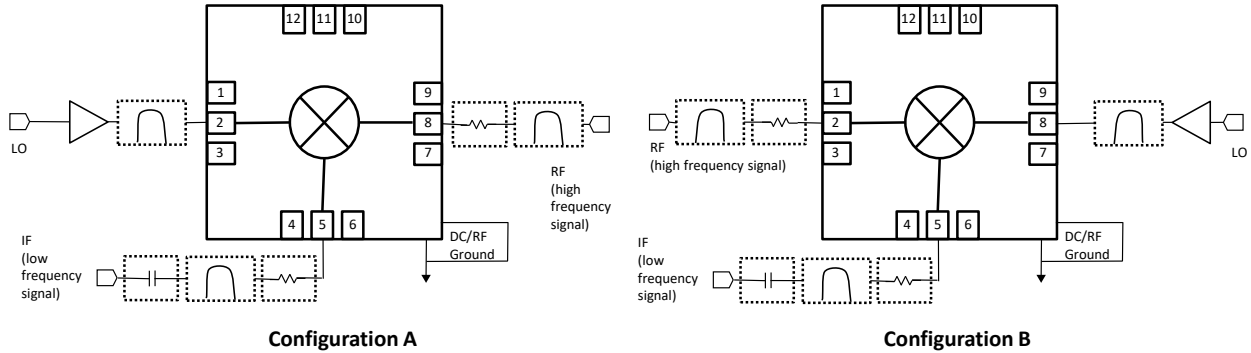 12 11 10
1
2
3
9
8
7
4 5 6
LO
RF
(high
frequency
signal)
IF
(low
frequency
signal)
DC/RF
Ground
Configuration A
12 11 10
1
2
3
9
8
7
4 5 6
RF
(high frequency signal)
LO
IF
(low
frequency
signal)
DC/RF
Ground
Configuration B